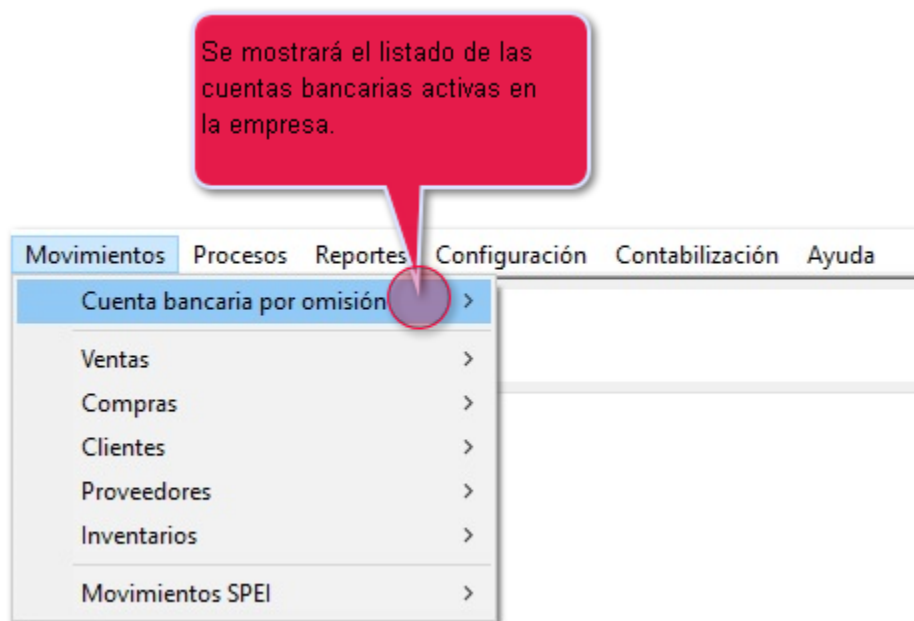 Se mostrará el listado de las
cuentas bancarias activas en
la empresa.
Movimientos Procesos Reportes Configuración Contabilización Ayuda
Cuenta bancaria por omisión >
Ventas >
Compras >
Clientes >
Proveedores >
Inventarios >
Movimientos SPEI >